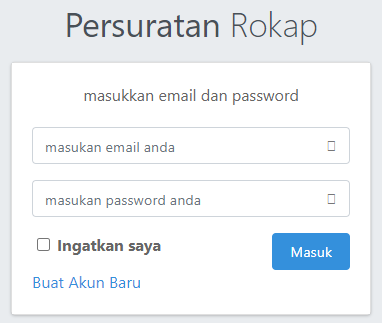 Persuratan Rokap
masukkan email dan password
masukan email anda
masukan password anda
Ingatkan saya
Masuk
Buat Akun Baru